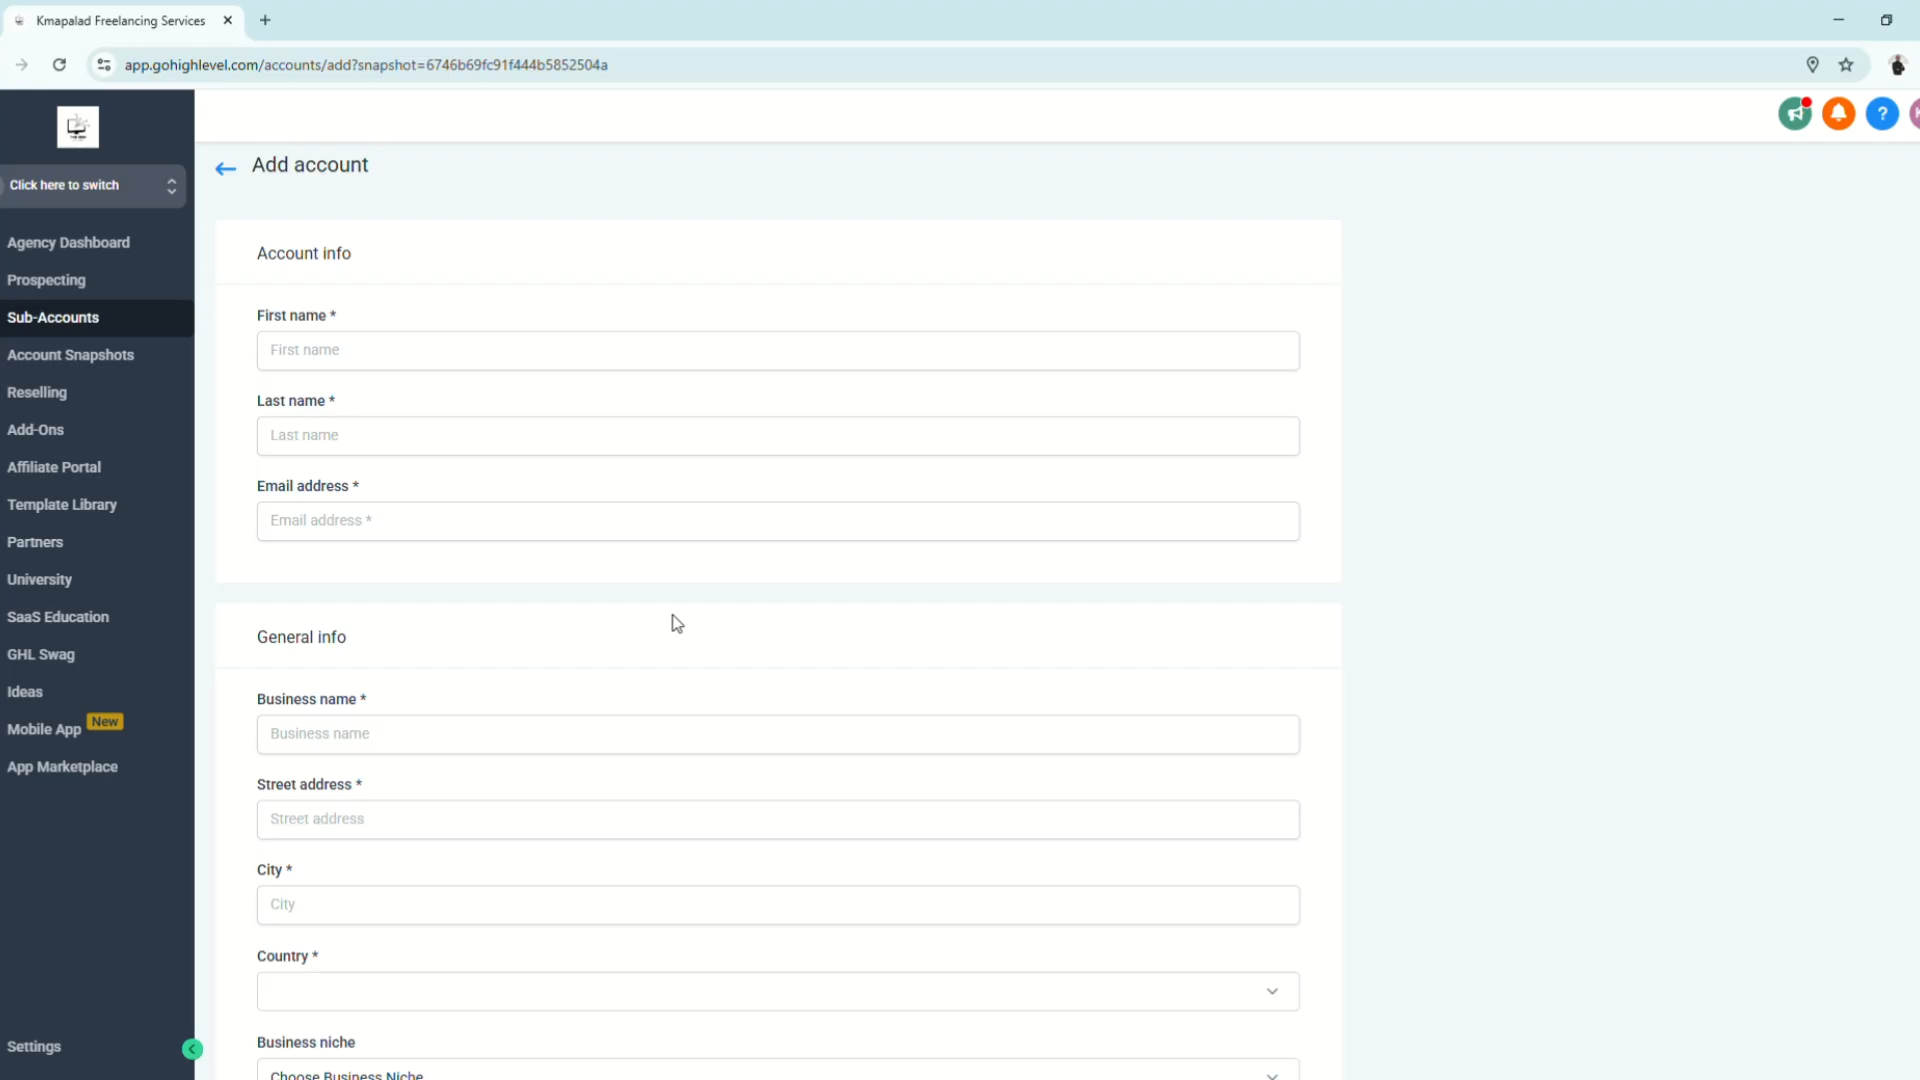 Kmapalad Freelancing Services
app.gohighlevel.com/accounts/add?snapshot=6746b69fc91f444b5852504a
Click here to switch
Agency Dashboard
Prospecting
Sub-Accounts
Account Snapshots
Reselling
Add-Ons
Affiliate Portal
Template Library
Partners
University
SaaS Education
GHL Swag
Ideas
Mobile App New
App Marketplace
Settings
Add account
Account info
First name *
First name
Last name *
Last name
Email address *
Email address *
General info
Business name *
Business name
Street address *
Street address
City *
City
Country *
Business niche
Choose Business Niche